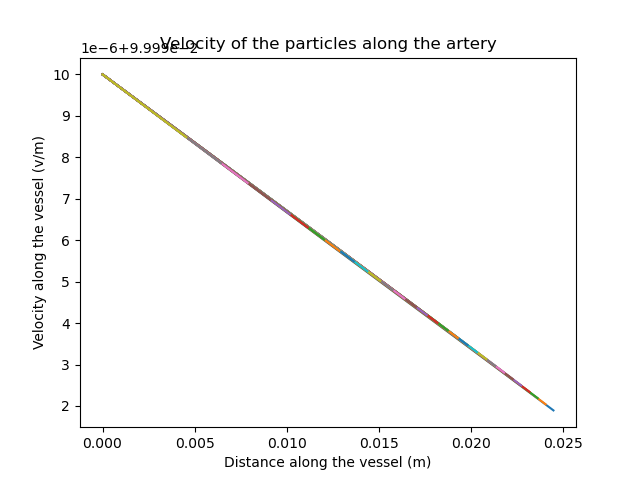 Velocity of the particles along the artery
1e−6+9.999e−2
10
9
8
7
6
5
4
3
2
Velocity along the vessel (v/m)
0.000 0.005 0.010 0.015 0.020 0.025
Distance along the vessel (m)